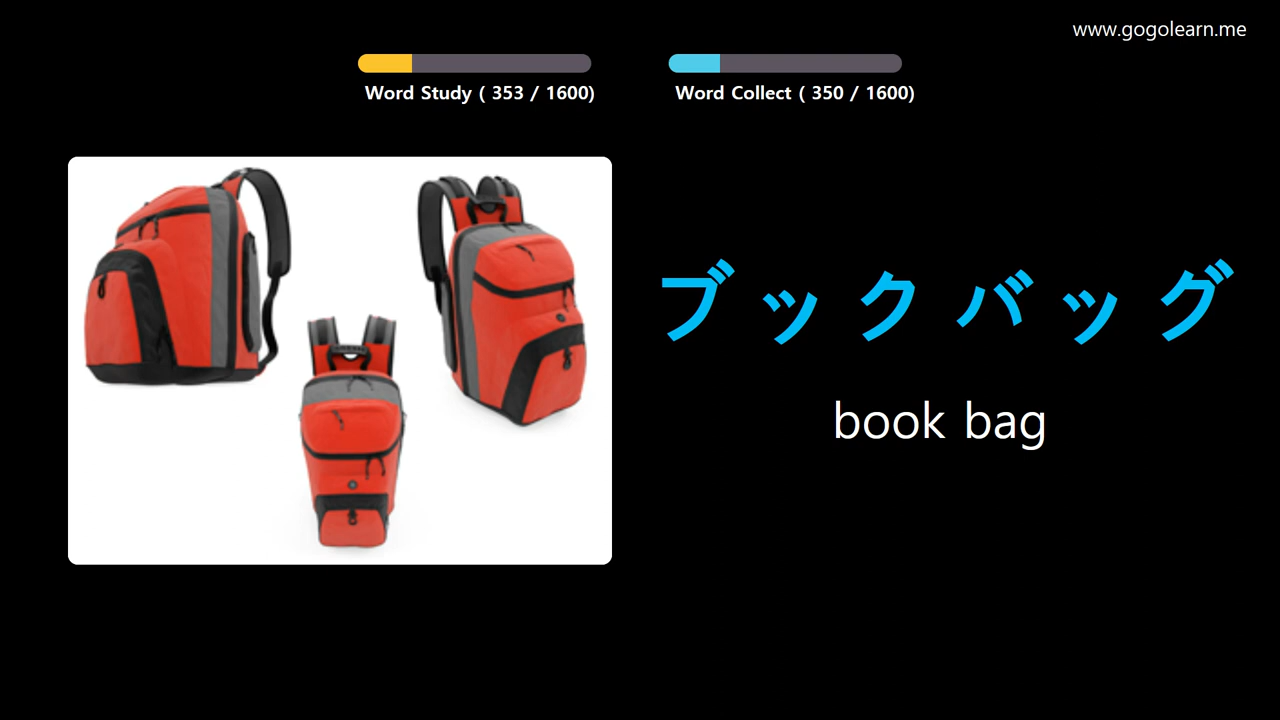 www.gogolearn.me
Word Study ( 353 / 1600)
Word Collect ( 350 / 1600)
ブックバッグ
book bag